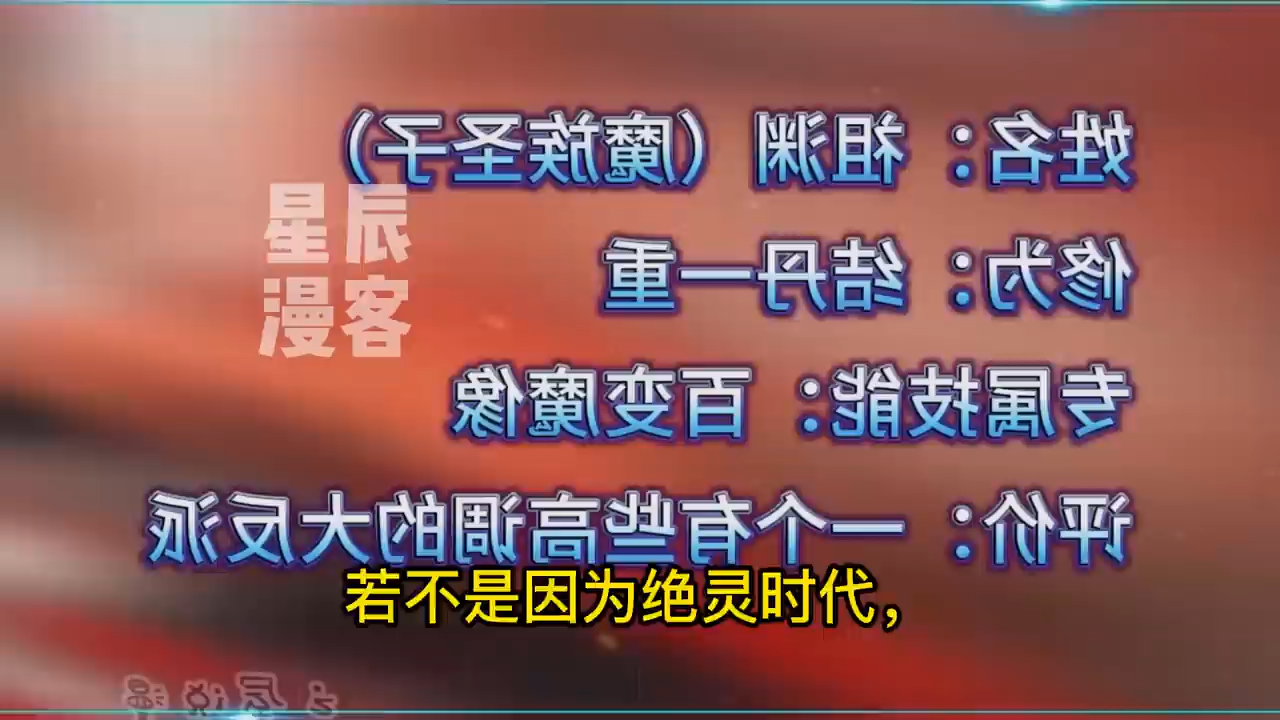 姓名：祖渊（魔族圣子）
星辰
漫客
修为：结丹一重
专属技能：百变魔像
评价：一个有些高调的大反派
若不是因为绝灵时代，